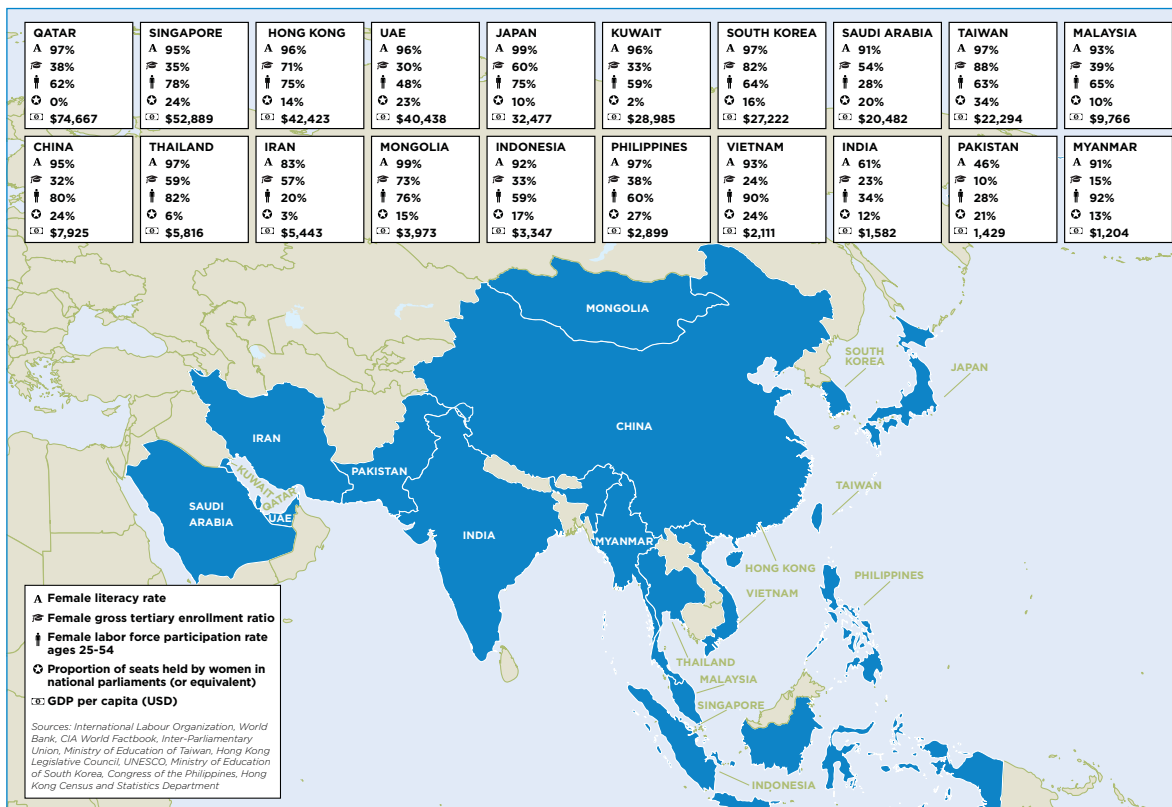 QATAR
A 97%
38%
62%
0%
$74,667
SINGAPORE
A 95%
35%
78%
24%
$52,889
HONG KONG
A 96%
71%
75%
14%
$42,423
UAE
A 96%
30%
48%
23%
$40,438
JAPAN
A 99%
60%
75%
10%
32,477
KUWAIT
A 96%
33%
59%
2%
$28,985
SOUTH KOREA
A 97%
82%
64%
16%
$27,222
SAUDI ARABIA
A 91%
54%
28%
20%
$20,482
TAIWAN
A 97%
88%
63%
34%
$22,294
MALAYSIA
A 93%
39%
65%
10%
$9,766
CHINA
A 95%
32%
80%
24%
$7,925
THAILAND
A 97%
59%
82%
6%
$5,816
IRAN
A 83%
57%
20%
3%
$5,443
MONGOLIA
A 99%
73%
76%
15%
$3,973
INDONESIA
A 92%
33%
59%
17%
$3,347
PHILIPPINES
A 97%
38%
60%
27%
$2,899
VIETNAM
A 93%
24%
90%
24%
$2,111
INDIA
A 61%
23%
34%
12%
$1,582
PAKISTAN
A 46%
10%
28%
21%
1,429
MYANMAR
A 91%
15%
92%
13%
$1,204
MONGOLIA
SOUTH
KOREA
JAPAN
CHINA
IRAN
PAKISTAN
KUWAIT
QATAR
SAUDI
ARABIA
UAE
INDIA
MYANMAR
TAIWAN
HONG KONG
PHILIPPINES
VIETNAM
THAILAND
MALAYSIA
SINGAPORE
INDONESIA
A Female literacy rate
Female gross tertiary enrollment ratio
Female labor force participation rate
ages 25-54
Proportion of seats held by women in
national parliaments (or equivalent)
GDP per capita (USD)
Sources: International Labour Organization, World
Bank, CIA World Factbook, Inter-Parliamentary
Union, Ministry of Education of Taiwan, Hong Kong
Legislative Council, UNESCO, Ministry of Education
of South Korea, Congress of the Philippines, Hong
Kong Census and Statistics Department